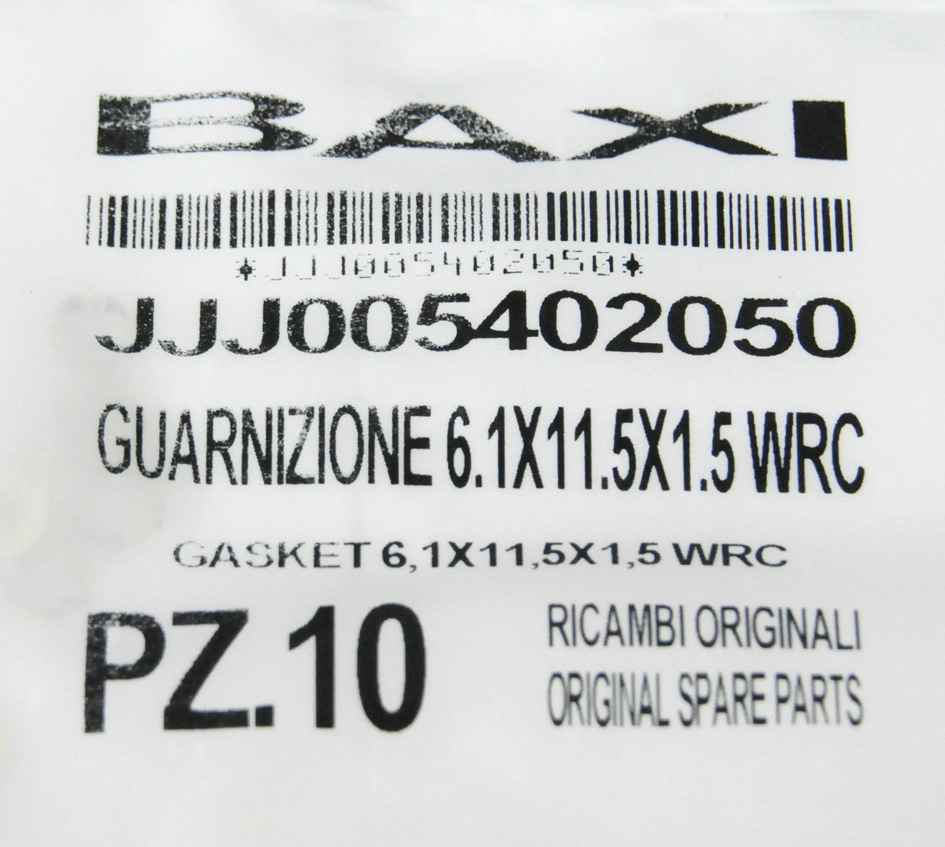 BAXI
*JJJ005402050*
JJJ005402050
GUARNIZIONE 6.1X11.5X1.5 WRC
GASKET 6,1X11,5X1,5 WRC
PZ.10
RICAMBI ORIGINALI
ORIGINAL SPARE PARTS